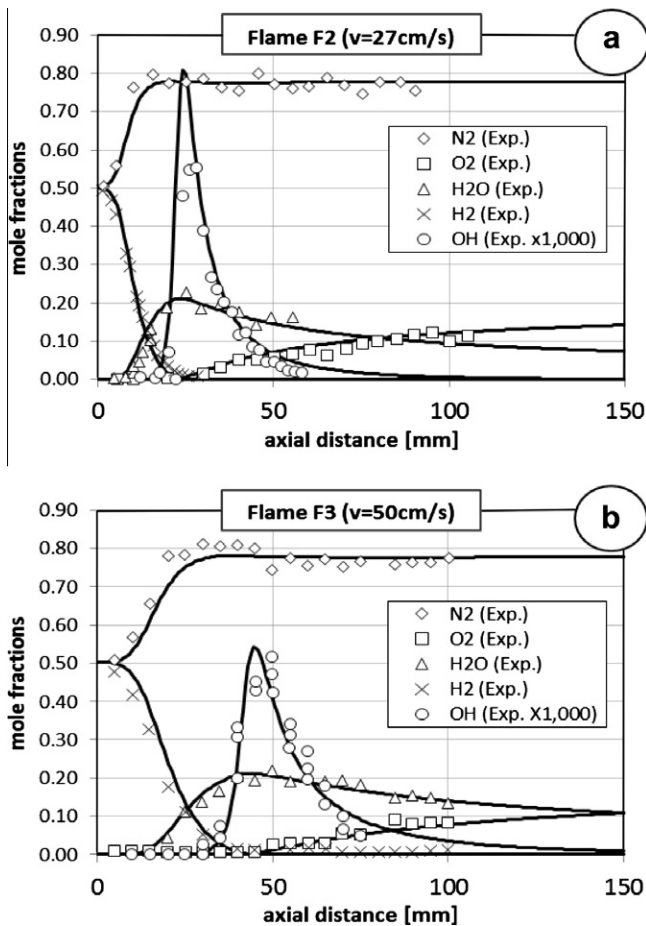 Flame F2 (v=27cm/s)
a
0.90
0.80
0.70
0.60
0.50
0.40
0.30
0.20
0.10
0.00
mole fractions
N2 (Exp.)
O2 (Exp.)
H2O (Exp.)
H2 (Exp.)
OH (Exp. x1,000)
0
50
100
150
axial distance [mm]
Flame F3 (v=50cm/s)
b
0.90
0.80
0.70
0.60
0.50
0.40
0.30
0.20
0.10
0.00
mole fractions
N2 (Exp.)
O2 (Exp.)
H2O (Exp.)
H2 (Exp.)
OH (Exp. X1,000)
0
50
100
150
axial distance [mm]